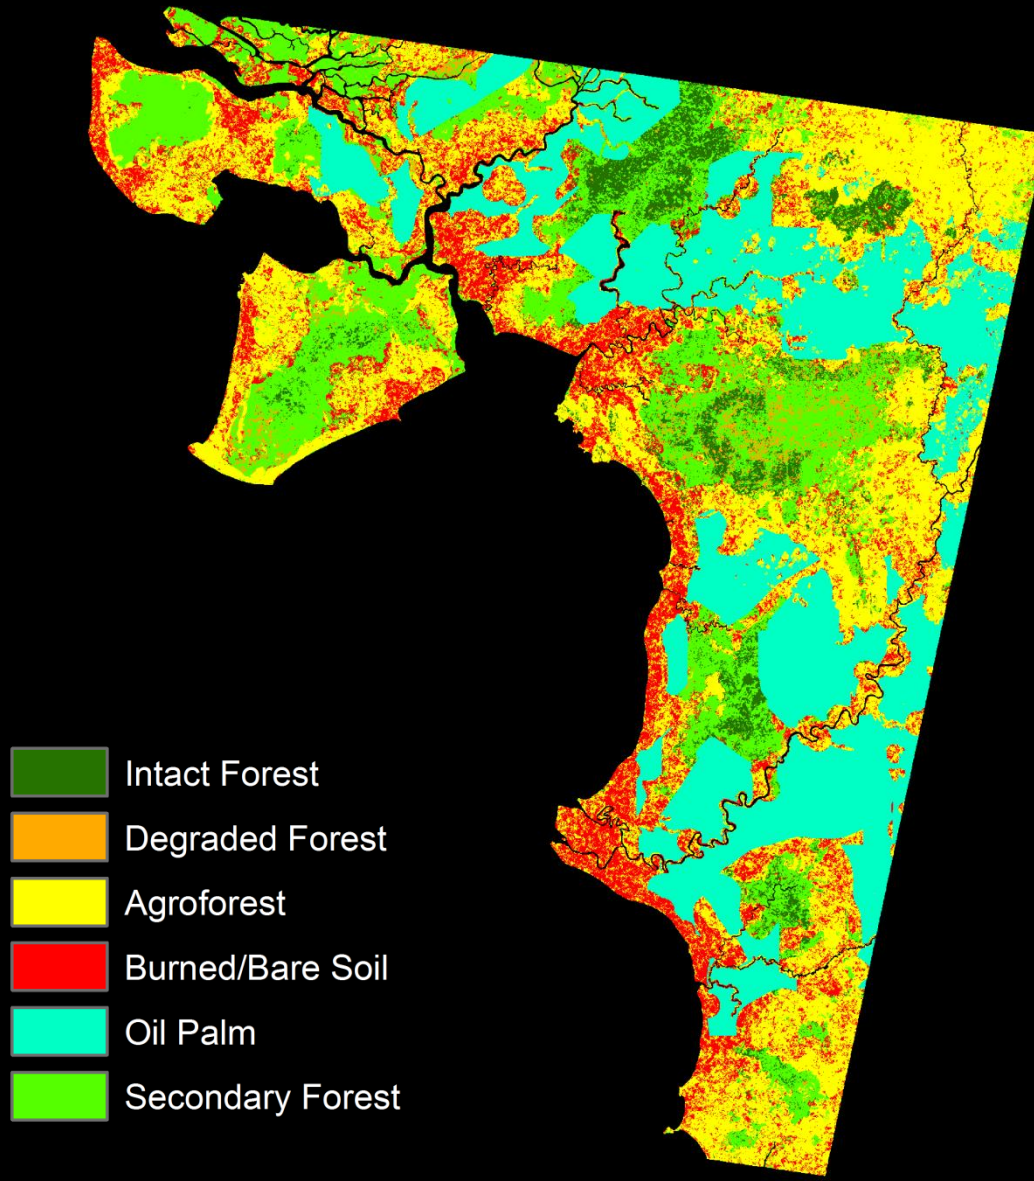 Intact Forest
Degraded Forest
Agroforest
Burned/Bare Soil
Oil Palm
Secondary Forest